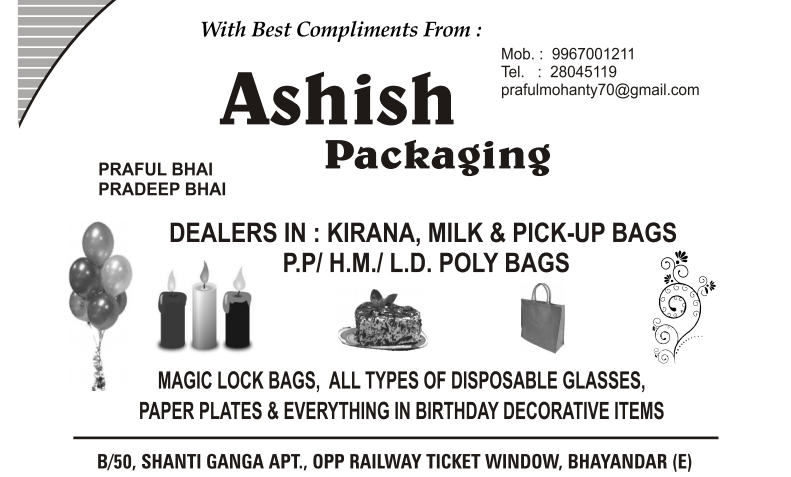 With Best Compliments From :
Mob. : 9967001211
Tel. : 28045119
prafulmohanty70@gmail.com
Ashish
Packaging
PRAFUL BHAI
PRADEEP BHAI
DEALERS IN : KIRANA, MILK & PICK-UP BAGS
P.P/ H.M./ L.D. POLY BAGS
MAGIC LOCK BAGS, ALL TYPES OF DISPOSABLE GLASSES,
PAPER PLATES & EVERYTHING IN BIRTHDAY DECORATIVE ITEMS
B/50, SHANTI GANGA APT., OPP RAILWAY TICKET WINDOW, BHAYANDAR (E)